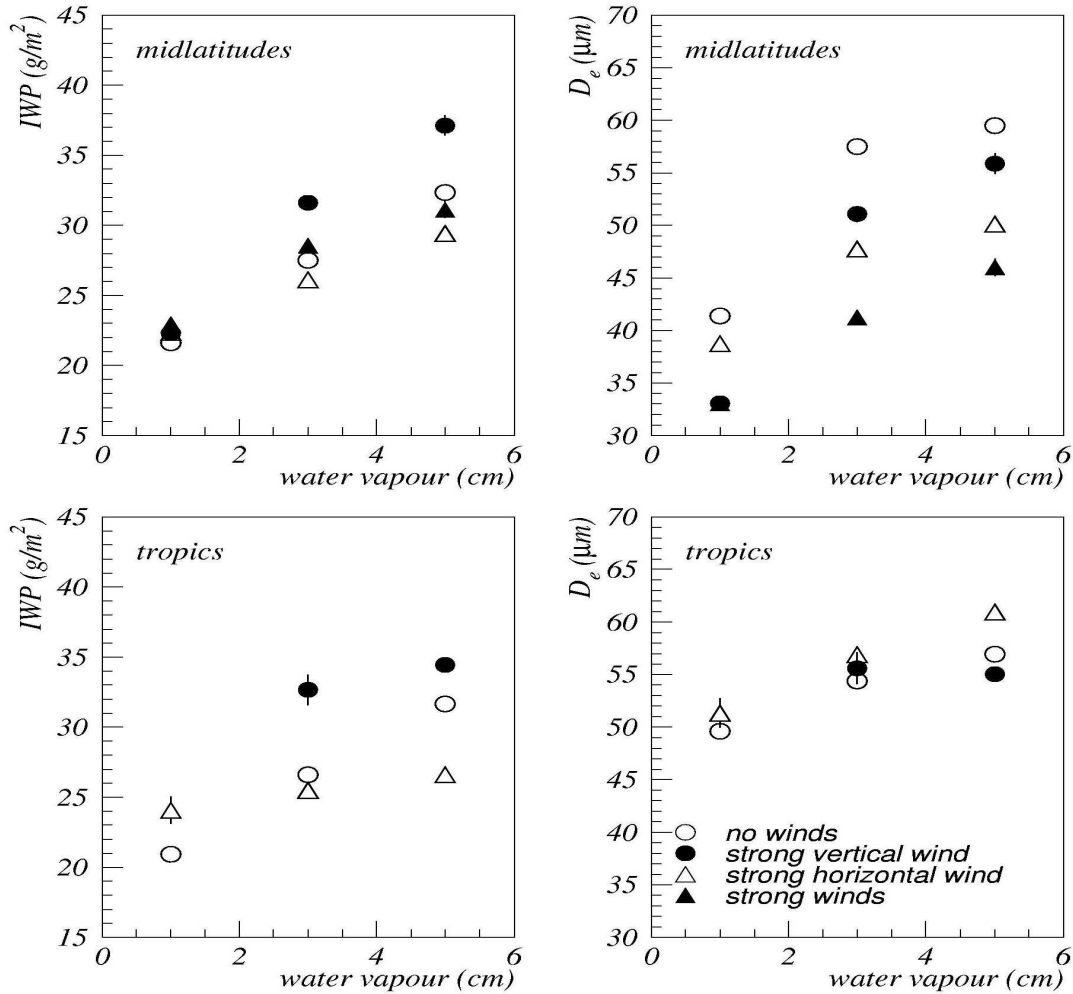 IWP (g/m²)
45
40
35
30
25
20
15
midlatitudes
0 2 4 6
water vapour (cm)
Dₑ (μm)
70
65
60
55
50
45
40
35
30
midlatitudes
0 2 4 6
water vapour (cm)
IWP (g/m²)
45
40
35
30
25
20
15
tropics
0 2 4 6
water vapour (cm)
Dₑ (μm)
70
65
60
55
50
45
40
35
30
tropics
no winds
strong vertical wind
strong horizontal wind
strong winds
0 2 4 6
water vapour (cm)